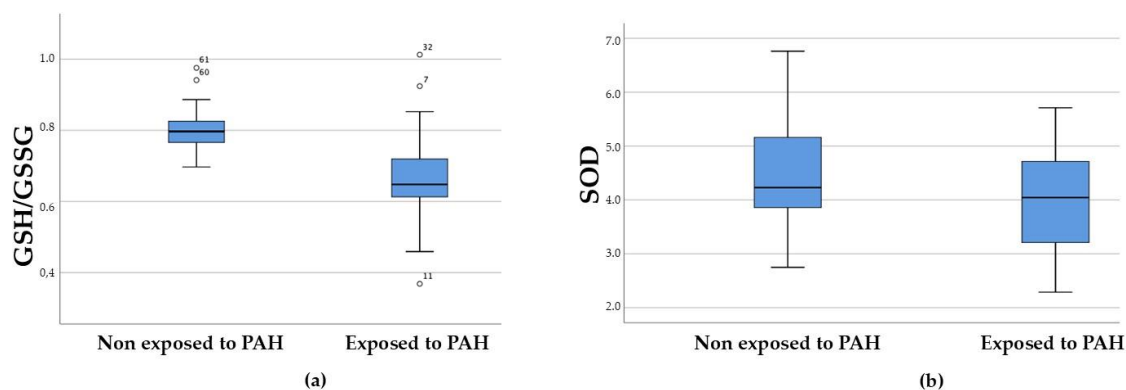 GSH/GSSG
1.0
0.8
0.6
0,4
61
60
32
7
11
Non exposed to PAH
Exposed to PAH
(a)
SOD
7.0
6.0
5.0
4.0
3.0
2.0
Non exposed to PAH
Exposed to PAH
(b)